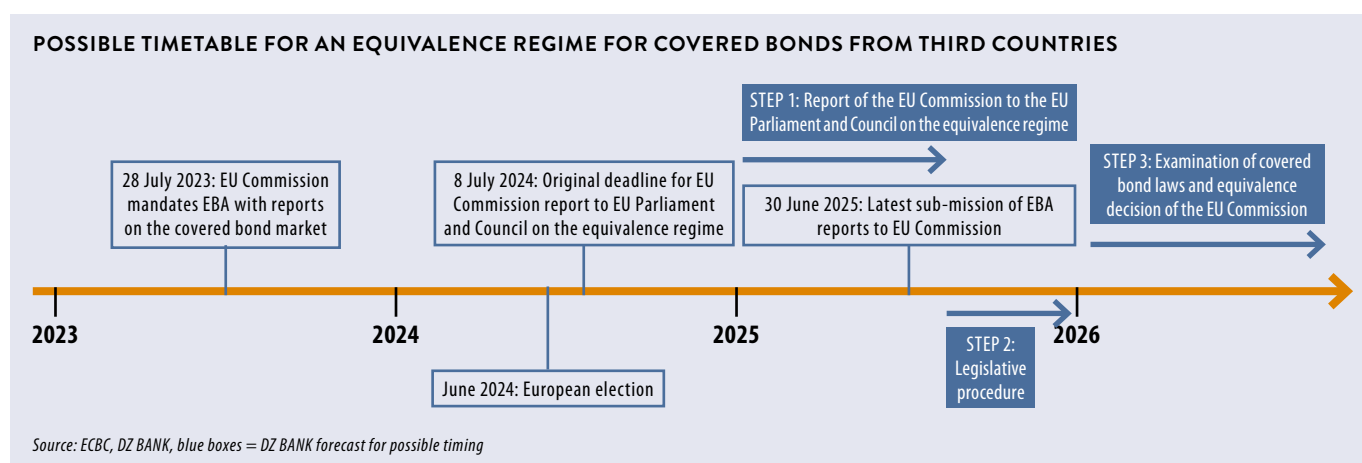 POSSIBLE TIMETABLE FOR AN EQUIVALENCE REGIME FOR COVERED BONDS FROM THIRD COUNTRIES
STEP 1: Report of the EU Commission to the EU
Parliament and Council on the equivalence regime
STEP 3: Examination of covered
bond laws and equivalence
decision of the EU Commission
28 July 2023: EU Commission
mandates EBA with reports
on the covered bond market
8 July 2024: Original deadline for EU
Commission report to EU Parliament
and Council on the equivalence regime
30 June 2025: Latest sub-mission of EBA
reports to EU Commission
2023
2024
2025
2026
STEP 2:
Legislative
procedure
June 2024: European election
Source: ECBC, DZ BANK, blue boxes = DZ BANK forecast for possible timing